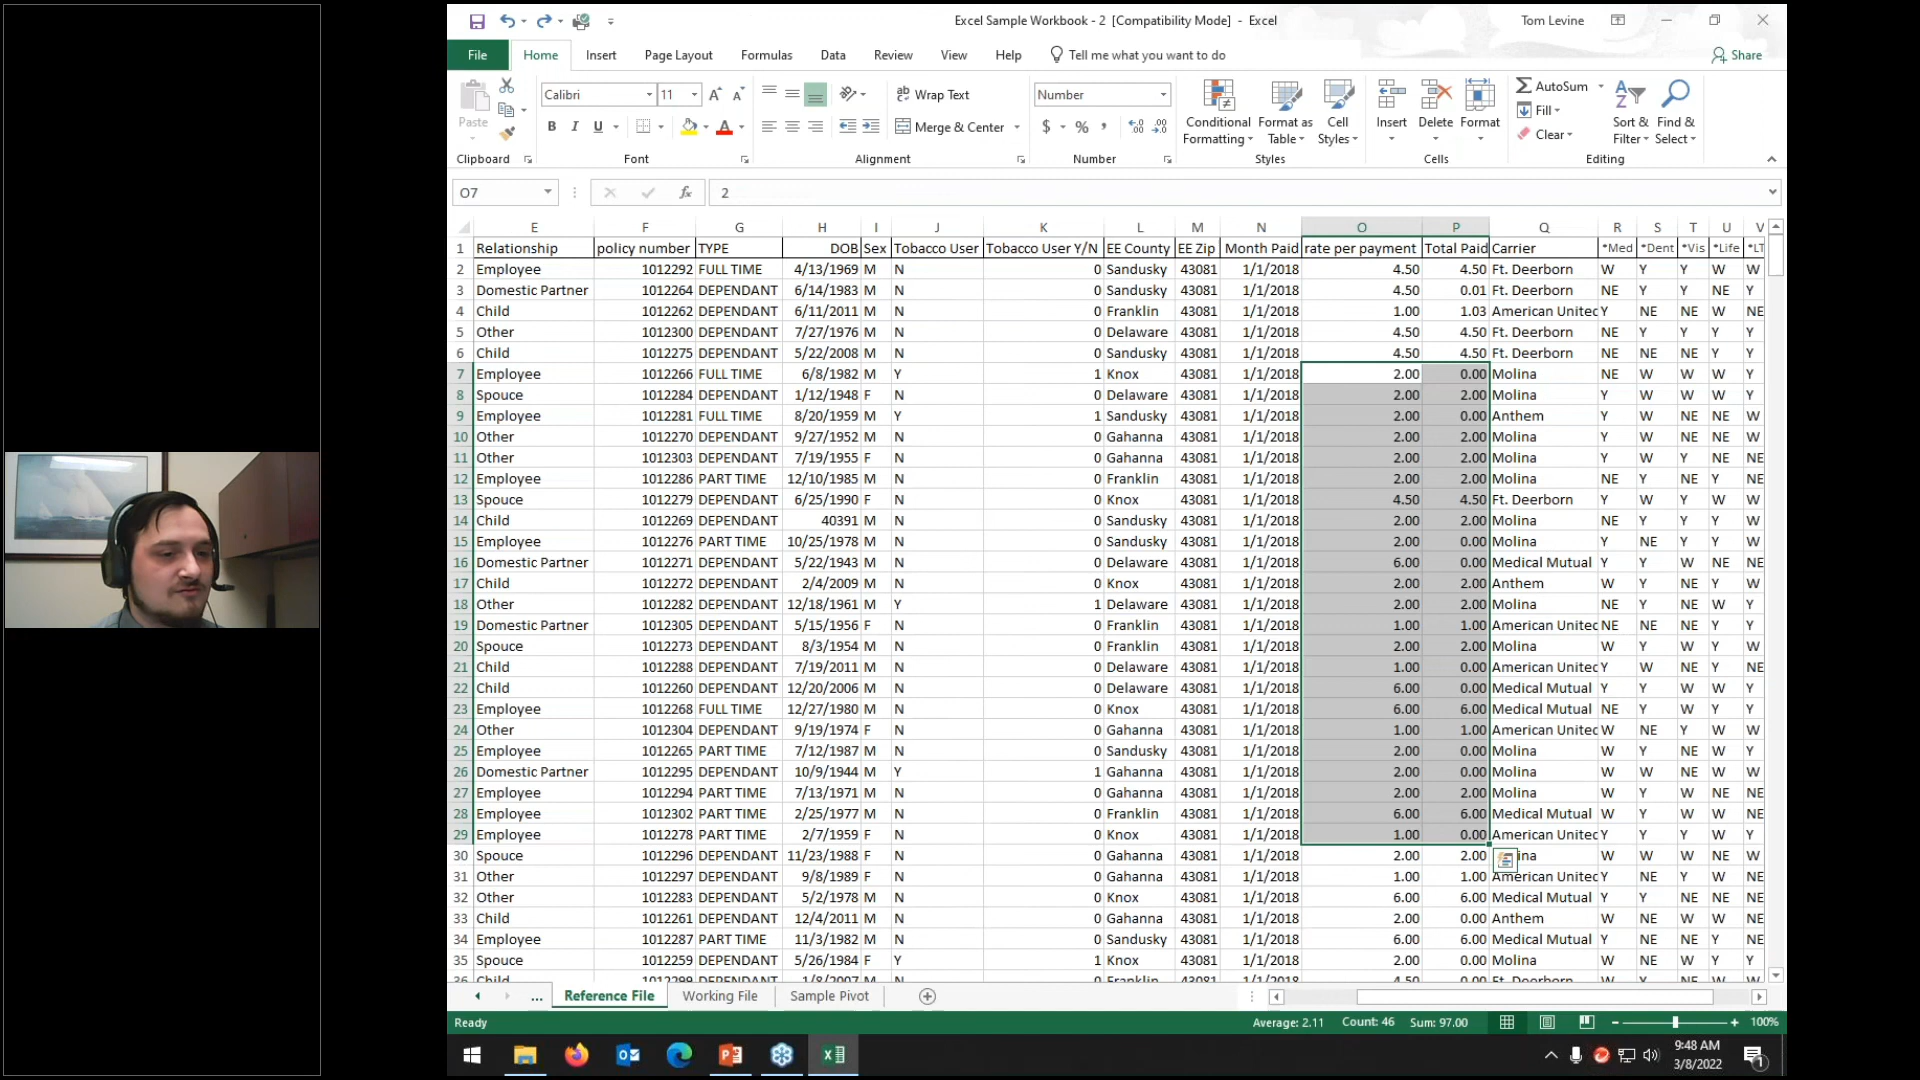 Excel Sample Workbook - 2 [Compatibility Mode] - Excel
Tom Levine
File Home Insert Page Layout Formulas Data Review View Help Tell me what you want to do Share
Paste Calibri 11 Wrap Text Number Conditional Formatting Format as Table Cell Styles Insert Delete Format AutoSum Fill Clear Sort & Filter Find & Select
B I U A Merge & Center $ % ,
Clipboard Font Alignment Number Styles Cells Editing
O7 fx 2
E F G H I J K L M N O P Q R S T U V
1 Relationship policy number TYPE DOB Sex Tobacco User Tobacco User Y/N EE County EE Zip Month Paid rate per payment Total Paid Carrier *Med *Dent *Vis *Life *LT
2 Employee 1012292 FULL TIME 4/13/1969 M N 0 Sandusky 43081 1/1/2018 4.50 4.50 Ft. Deerborn W Y Y W W
3 Domestic Partner 1012264 DEPENDANT 6/14/1983 M N 0 Sandusky 43081 1/1/2018 4.50 0.01 Ft. Deerborn NE Y Y NE Y
4 Child 1012262 DEPENDANT 6/11/2011 M N 0 Franklin 43081 1/1/2018 1.00 1.03 American United Y NE NE W NE
5 Other 1012300 DEPENDANT 7/27/1976 M N 0 Delaware 43081 1/1/2018 4.50 4.50 Ft. Deerborn NE Y Y Y Y
6 Child 1012275 DEPENDANT 5/22/2008 M N 0 Sandusky 43081 1/1/2018 4.50 4.50 Ft. Deerborn NE NE NE Y Y
7 Employee 1012266 FULL TIME 6/8/1982 M Y 1 Knox 43081 1/1/2018 2.00 0.00 Molina NE W W W Y
8 Spouce 1012284 DEPENDANT 1/12/1948 F N 0 Delaware 43081 1/1/2018 2.00 2.00 Molina Y W W W Y
9 Employee 1012281 FULL TIME 8/20/1959 M Y 1 Sandusky 43081 1/1/2018 2.00 0.00 Anthem Y W NE NE W
10 Other 1012270 DEPENDANT 9/27/1952 M N 0 Gahanna 43081 1/1/2018 2.00 2.00 Molina Y W NE NE W
11 Other 1012303 DEPENDANT 7/19/1955 F N 0 Gahanna 43081 1/1/2018 2.00 2.00 Molina Y W Y NE NE
12 Employee 1012286 PART TIME 12/10/1985 M N 0 Franklin 43081 1/1/2018 2.00 2.00 Molina NE Y NE Y NE
13 Spouce 1012279 DEPENDANT 6/25/1990 F N 0 Knox 43081 1/1/2018 4.50 4.50 Ft. Deerborn Y W Y W W
14 Child 1012269 DEPENDANT 40391 M N 0 Sandusky 43081 1/1/2018 2.00 2.00 Molina NE Y Y Y W
15 Employee 1012276 PART TIME 10/25/1978 M N 0 Sandusky 43081 1/1/2018 2.00 0.00 Molina Y NE Y Y W
16 Domestic Partner 1012271 DEPENDANT 5/22/1943 M N 0 Delaware 43081 1/1/2018 6.00 0.00 Medical Mutual Y Y W NE NE
17 Child 1012272 DEPENDANT 2/4/2009 M N 0 Knox 43081 1/1/2018 2.00 2.00 Anthem W Y NE Y W
18 Other 1012282 DEPENDANT 12/18/1961 M Y 1 Delaware 43081 1/1/2018 2.00 2.00 Molina NE Y NE W Y
19 Domestic Partner 1012305 DEPENDANT 5/15/1956 F N 0 Franklin 43081 1/1/2018 1.00 1.00 American United NE NE NE Y Y
20 Spouce 1012273 DEPENDANT 8/3/1954 M N 0 Franklin 43081 1/1/2018 2.00 2.00 Molina W Y W Y Y
21 Child 1012288 DEPENDANT 7/19/2011 M N 0 Delaware 43081 1/1/2018 1.00 0.00 American United Y W NE Y NE
22 Child 1012260 DEPENDANT 12/20/2006 M N 0 Delaware 43081 1/1/2018 6.00 0.00 Medical Mutual Y Y W W Y
23 Employee 1012268 FULL TIME 12/27/1980 M N 0 Knox 43081 1/1/2018 6.00 6.00 Medical Mutual NE Y W Y Y
24 Other 1012304 DEPENDANT 9/19/1974 F N 0 Gahanna 43081 1/1/2018 1.00 1.00 American United W NE Y W W
25 Employee 1012265 PART TIME 7/12/1987 M N 0 Sandusky 43081 1/1/2018 2.00 0.00 Molina W Y NE W Y
26 Domestic Partner 1012295 DEPENDANT 10/9/1944 M Y 1 Gahanna 43081 1/1/2018 2.00 0.00 Molina W W NE W W
27 Employee 1012294 PART TIME 7/13/1971 M N 0 Gahanna 43081 1/1/2018 2.00 2.00 Molina W Y W NE NE
28 Employee 1012302 PART TIME 2/25/1977 M N 0 Franklin 43081 1/1/2018 6.00 6.00 Medical Mutual W Y W W NE
29 Employee 1012278 PART TIME 2/7/1959 F N 0 Knox 43081 1/1/2018 1.00 0.00 American United Y Y Y W Y
30 Spouce 1012296 DEPENDANT 11/23/1988 F N 0 Gahanna 43081 1/1/2018 2.00 2.00 ina W W W NE W
31 Other 1012297 DEPENDANT 9/8/1989 F N 0 Gahanna 43081 1/1/2018 1.00 1.00 American United Y NE Y W NE
32 Other 1012283 DEPENDANT 5/2/1978 M N 0 Knox 43081 1/1/2018 6.00 6.00 Medical Mutual Y Y NE NE NE
33 Child 1012261 DEPENDANT 12/4/2011 M N 0 Gahanna 43081 1/1/2018 2.00 0.00 Anthem W NE W W NE
34 Employee 1012287 PART TIME 11/3/1982 M N 0 Sandusky 43081 1/1/2018 6.00 6.00 Medical Mutual Y NE NE Y NE
35 Spouce 1012259 DEPENDANT 5/26/1984 F Y 1 Knox 43081 1/1/2018 2.00 0.00 Molina W NE W Y Y
36 Child 1012299 DEPENDANT 1/8/2007 M N 0 Franklin 43081 1/1/2018 4.50 0.00 Ft. Deerborn W Y NE W W
... Reference File Working File Sample Pivot
Ready Average: 2.11 Count: 46 Sum: 97.00 100%
9:48 AM
3/8/2022
1